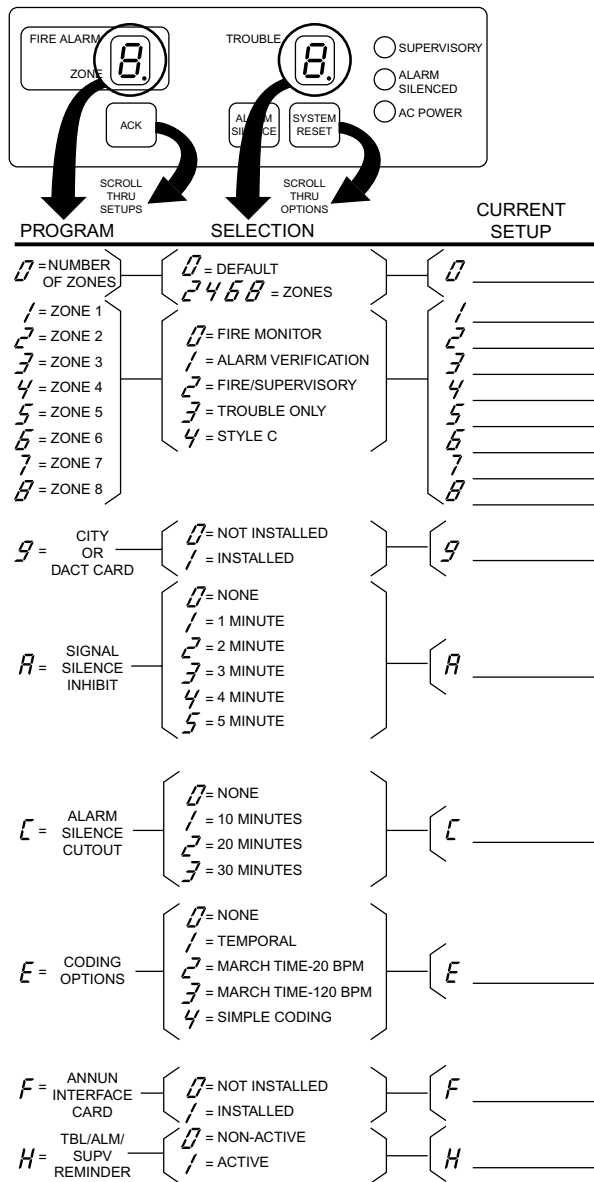 FIRE ALARM
ZONE
8.
TROUBLE
8.
SUPERVISORY
ALARM
SILENCED
AC POWER
ACK
SYSTEM
RESET
SCROLL
THRU
SETUPS
SCROLL
THRU
OPTIONS
PROGRAM
SELECTION
CURRENT
SETUP
0 = NUMBER
OF ZONES
0 = DEFAULT
2 4 6 8 = ZONES
0
1 = ZONE 1
2 = ZONE 2
3 = ZONE 3
4 = ZONE 4
5 = ZONE 5
6 = ZONE 6
7 = ZONE 7
8 = ZONE 8
0 = FIRE MONITOR
1 = ALARM VERIFICATION
2 = FIRE/SUPERVISORY
3 = TROUBLE ONLY
4 = STYLE C
1
2
3
4
5
6
7
8
9 = CITY
OR
DACT CARD
0 = NOT INSTALLED
1 = INSTALLED
9
A = SIGNAL
SILENCE
INHIBIT
0 = NONE
1 = 1 MINUTE
2 = 2 MINUTE
3 = 3 MINUTE
4 = 4 MINUTE
5 = 5 MINUTE
A
C = ALARM
SILENCE
CUTOUT
0 = NONE
1 = 10 MINUTES
2 = 20 MINUTES
3 = 30 MINUTES
C
E = CODING
OPTIONS
0 = NONE
1 = TEMPORAL
2 = MARCH TIME-20 BPM
3 = MARCH TIME-120 BPM
4 = SIMPLE CODING
E
F = ANNUN
INTERFACE
CARD
0 = NOT INSTALLED
1 = INSTALLED
F
H = TBL/ALM/
SUPV
REMINDER
0 = NON-ACTIVE
1 = ACTIVE
H